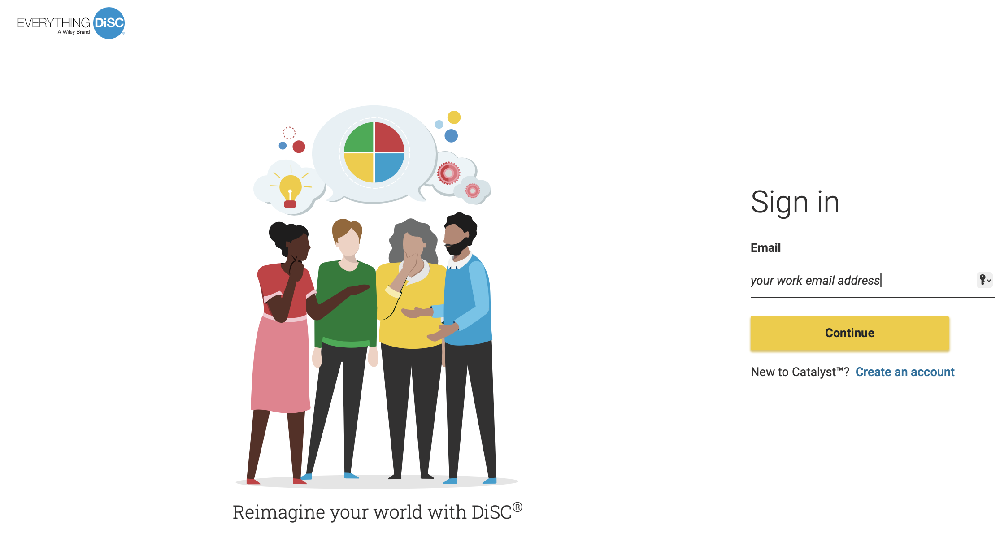 EVERYTHING DiSC®
A Wiley Brand
Sign in
Email
your work email address
Continue
New to Catalyst™? Create an account
Reimagine your world with DiSC®